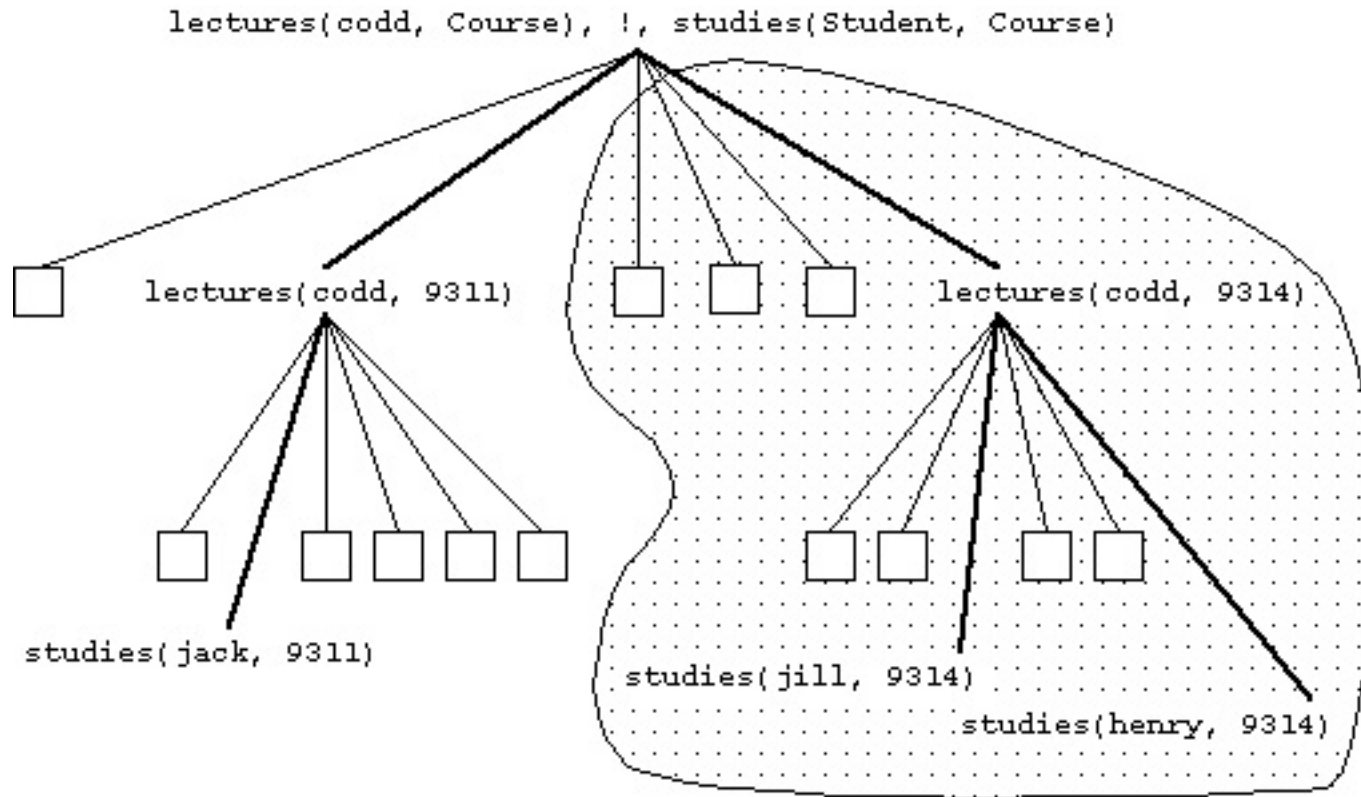 lectures(codd, Course), !, studies(Student, Course)
lectures(codd, 9311)
lectures(codd, 9314)
studies(jack, 9311)
studies(jill, 9314)
studies(henry, 9314)